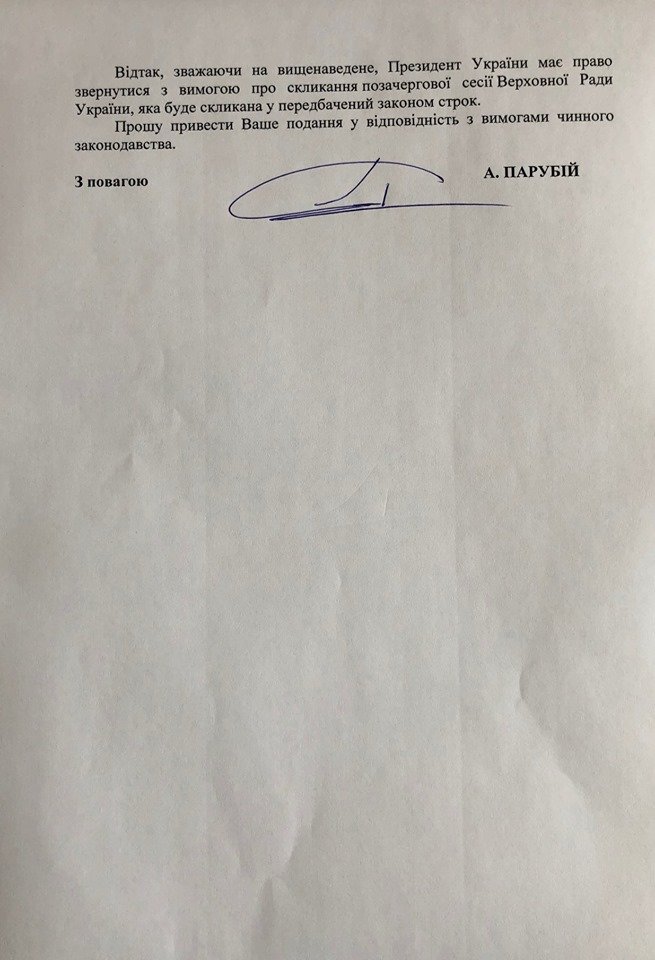 Відтак, зважаючи на вищенаведене, Президент України має право
звернутися з вимогою про скликання позачергової сесії Верховної Ради
України, яка буде скликана у передбачений законом строк.
Прошу привести Ваше подання у відповідність з вимогами чинного
законодавства.
З повагою
А. ПАРУБІЙ